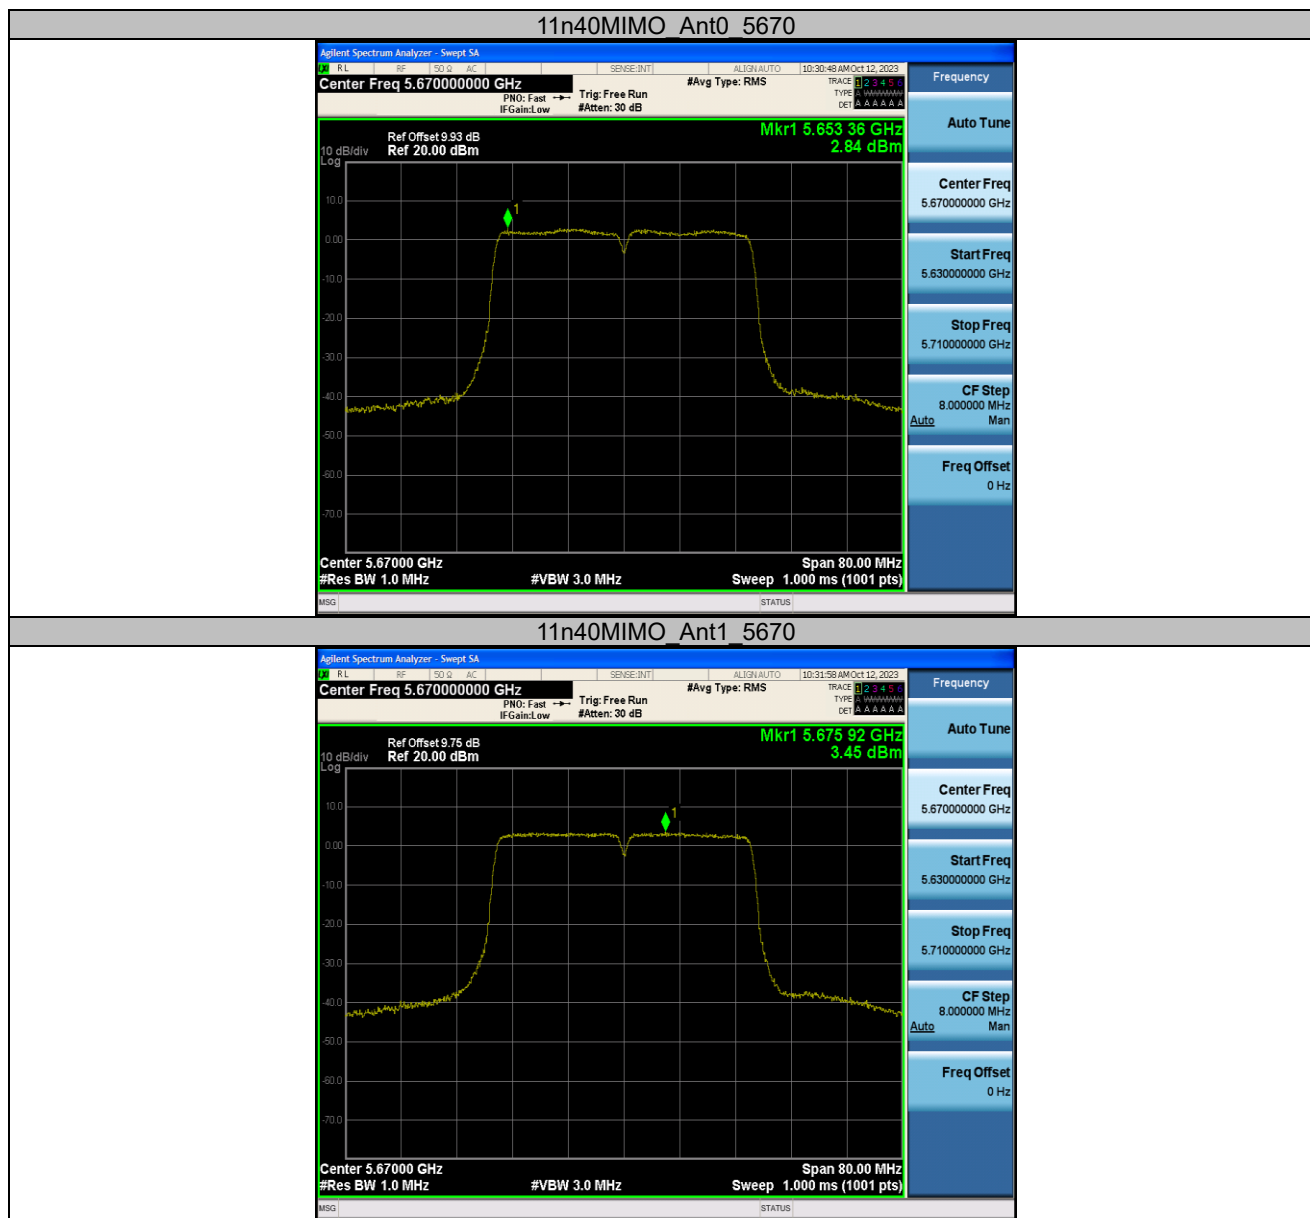 11n40MIMO_Ant0_5670
Agilent Spectrum Analyzer - Swept SA
RL RF 50 Ω AC SENSE:INT ALIGN AUTO 10:30:48 AM Oct 12, 2023
Center Freq 5.670000000 GHz #Avg Type: RMS TRACE 1 2 3 4 5 6
PNO: Fast Trig: Free Run TYPE A
IFGain:Low #Atten: 30 dB DET A A A A A A
Frequency
Mkr1 5.653 36 GHz
2.84 dBm
Ref Offset 9.93 dB
10 dB/div Ref 20.00 dBm
Log
10.0
0.00
-10.0
-20.0
-30.0
-40.0
-50.0
-60.0
-70.0
1
Center 5.67000 GHz Span 80.00 MHz
#Res BW 1.0 MHz #VBW 3.0 MHz Sweep 1.000 ms (1001 pts)
MSG STATUS
Auto Tune
Center Freq
5.670000000 GHz
Start Freq
5.630000000 GHz
Stop Freq
5.710000000 GHz
CF Step
8.000000 MHz
Auto Man
Freq Offset
0 Hz
11n40MIMO_Ant1_5670
Agilent Spectrum Analyzer - Swept SA
RL RF 50 Ω AC SENSE:INT ALIGN AUTO 10:31:58 AM Oct 12, 2023
Center Freq 5.670000000 GHz #Avg Type: RMS TRACE 1 2 3 4 5 6
PNO: Fast Trig: Free Run TYPE A
IFGain:Low #Atten: 30 dB DET A A A A A A
Frequency
Mkr1 5.675 92 GHz
3.45 dBm
Ref Offset 9.75 dB
10 dB/div Ref 20.00 dBm
Log
10.0
0.00
-10.0
-20.0
-30.0
-40.0
-50.0
-60.0
-70.0
1
Center 5.67000 GHz Span 80.00 MHz
#Res BW 1.0 MHz #VBW 3.0 MHz Sweep 1.000 ms (1001 pts)
MSG STATUS
Auto Tune
Center Freq
5.670000000 GHz
Start Freq
5.630000000 GHz
Stop Freq
5.710000000 GHz
CF Step
8.000000 MHz
Auto Man
Freq Offset
0 Hz